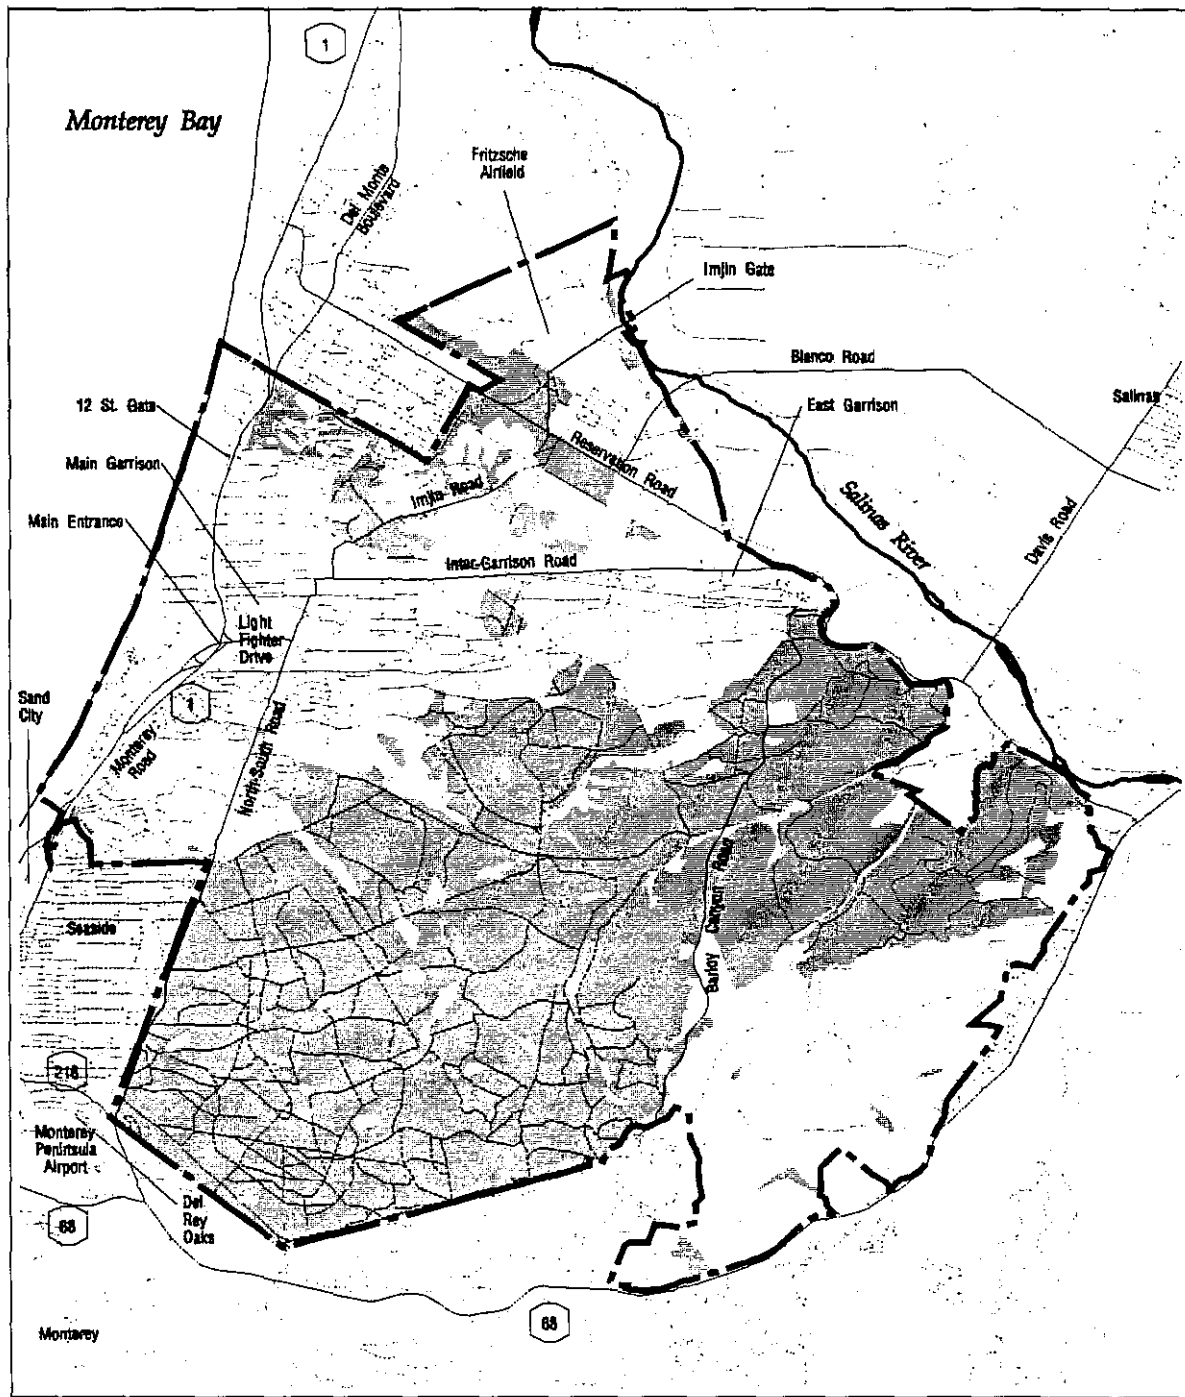 1
Monterey Bay
Fritzsche
Airfield
Del Monte
Boulevard
Imjin Gate
Blanco Road
Salinas
12 St. Gate
East Garrison
Main Garrison
Reservation Road
Imjin Road
Salinas River
Davis Road
Main Entrance
Inter-Garrison Road
Light
Fighter
Drive
Sand
City
1
Monterey
Road
North-South Road
Barloy Canyon Road
Seaside
218
Monterey
Peninsula
Airport
Del
Rey
Oaks
68
68
Monterey